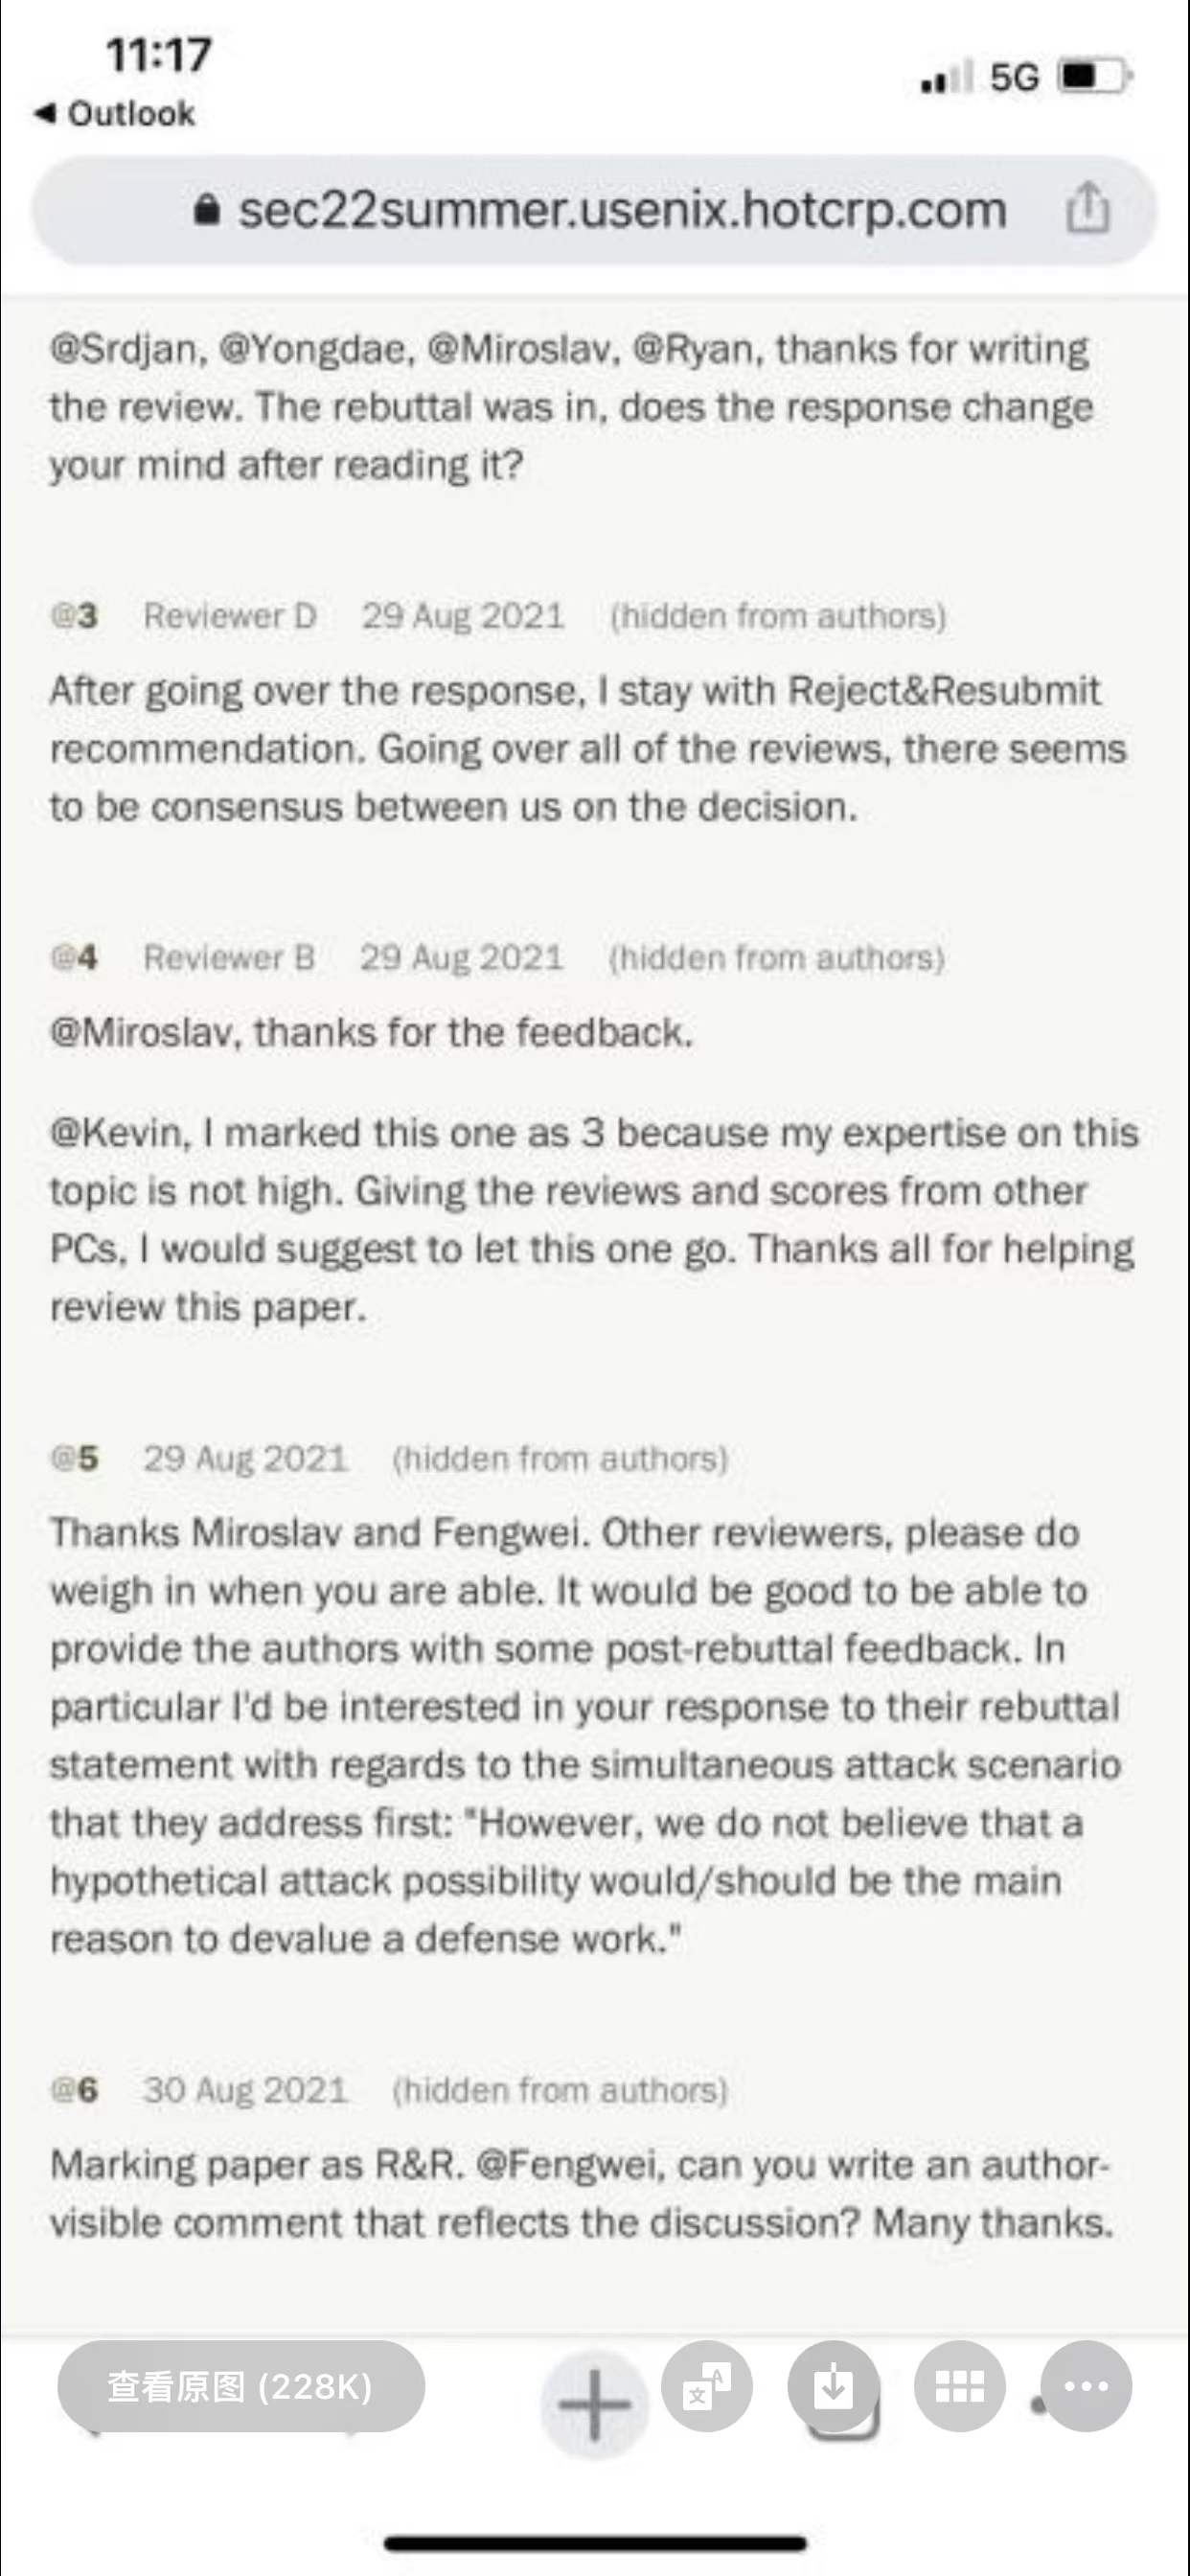 11:17
5G
◀ Outlook
sec22summer.usenix.hotcrp.com
@Srdjan, @Yongdae, @Miroslav, @Ryan, thanks for writing
the review. The rebuttal was in, does the response change
your mind after reading it?
@3 Reviewer D 29 Aug 2021 (hidden from authors)
After going over the response, I stay with Reject&Resubmit
recommendation. Going over all of the reviews, there seems
to be consensus between us on the decision.
@4 Reviewer B 29 Aug 2021 (hidden from authors)
@Miroslav, thanks for the feedback.
@Kevin, I marked this one as 3 because my expertise on this
topic is not high. Giving the reviews and scores from other
PCs, I would suggest to let this one go. Thanks all for helping
review this paper.
@5 29 Aug 2021 (hidden from authors)
Thanks Miroslav and Fengwei. Other reviewers, please do
weigh in when you are able. It would be good to be able to
provide the authors with some post-rebuttal feedback. In
particular I'd be interested in your response to their rebuttal
statement with regards to the simultaneous attack scenario
that they address first: "However, we do not believe that a
hypothetical attack possibility would/should be the main
reason to devalue a defense work."
@6 30 Aug 2021 (hidden from authors)
Marking paper as R&R. @Fengwei, can you write an author-
visible comment that reflects the discussion? Many thanks.
查看原图 (228K)
文 A